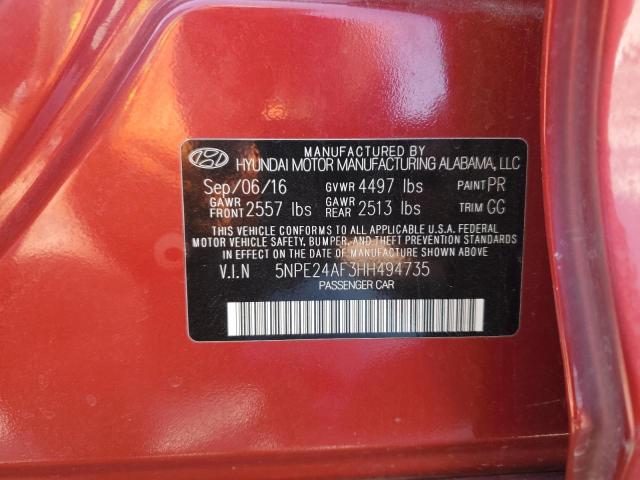 MANUFACTURED BY
HYUNDAI MOTOR MANUFACTURING ALABAMA, LLC
Sep/06/16 GVWR 4497 lbs PAINT PR
GAWR FRONT 2557 lbs GAWR REAR 2513 lbs TRIM GG
THIS VEHICLE CONFORMS TO ALL APPLICABLE U.S.A. FEDERAL
MOTOR VEHICLE SAFETY, BUMPER, AND THEFT PREVENTION STANDARDS
IN EFFECT ON THE DATE OF MANUFACTURE SHOWN ABOVE
V.I.N 5NPE24AF3HH494735
PASSENGER CAR